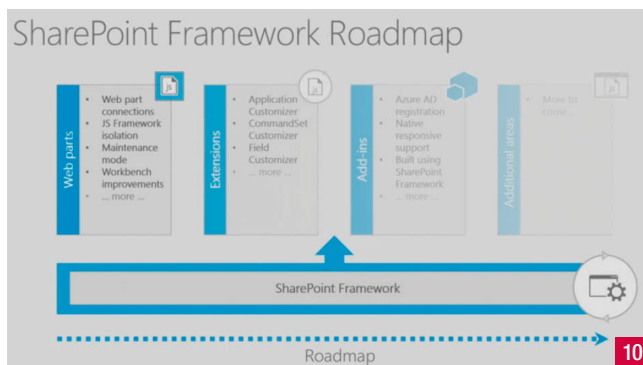 SharePoint Framework Roadmap
Web parts
• Web part
connections
• JS Framework
isolation
• Maintenance
mode
• Workbench
improvements
• ... more ...
Extensions
• Application
Customizer
• CommandSet
Customizer
• Field
Customizer
• ... more ...
Add-ins
• Azure AD
registration
• Native
responsive
support
• Built using
SharePoint
Framework
• ... more ...
Additional areas
• More to
come...
SharePoint Framework
Roadmap
10